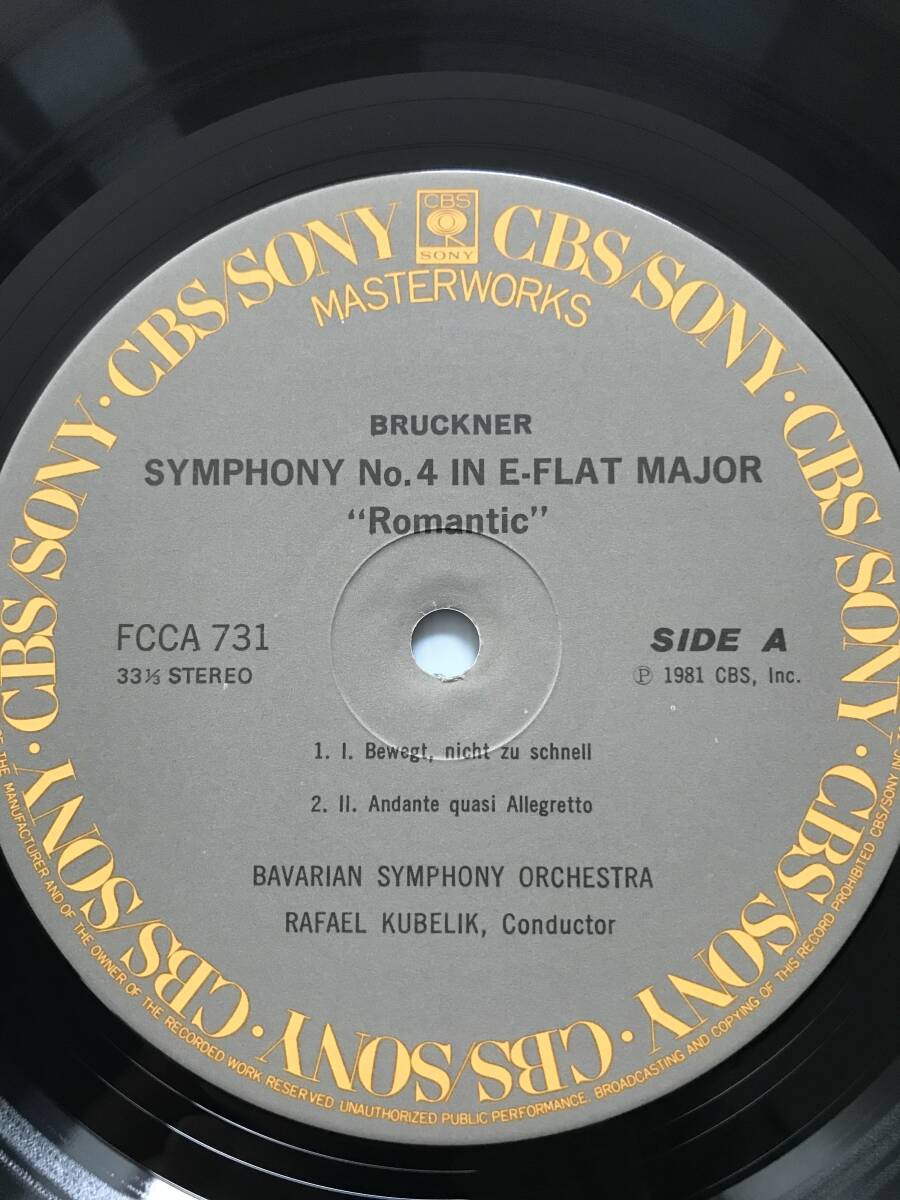 CBS
SONY
CBS/SONY · CBS/SONY · CBS/SONY · CBS/SONY · CBS/SONY · CBS/SONY · CBS/SONY · CBS/SONY · CBS/SONY ·
MASTERWORKS
BRUCKNER
SYMPHONY No. 4 IN E-FLAT MAJOR
“Romantic”
FCCA 731
33⅓ STEREO
SIDE A
Ⓟ 1981 CBS, Inc.
1. I. Bewegt, nicht zu schnell
2. II. Andante quasi Allegretto
BAVARIAN SYMPHONY ORCHESTRA
RAFAEL KUBELIK, Conductor
OF THE MANUFACTURER AND OF THE OWNER OF THE RECORDED WORK RESERVED. UNAUTHORIZED PUBLIC PERFORMANCE. BROADCASTING AND COPYING OF THIS RECORD PROHIBITED CBS/SONY INC.